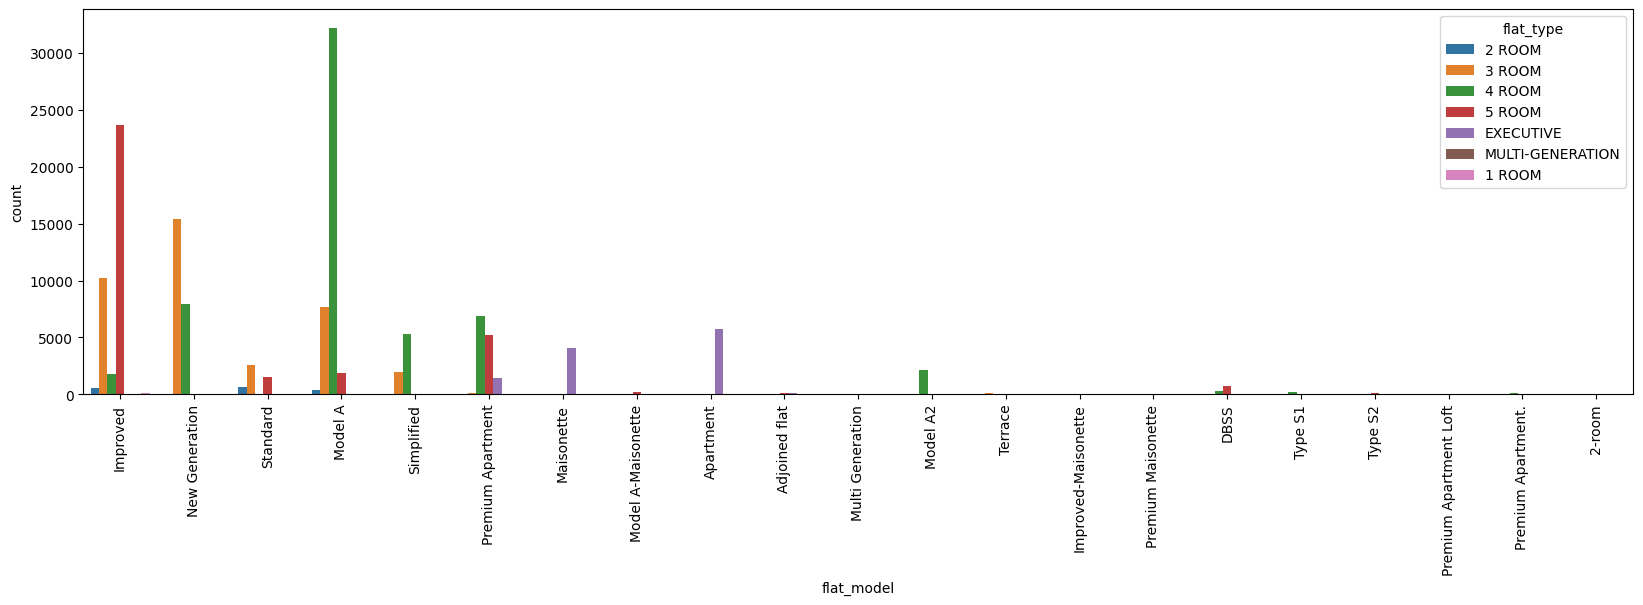 flat_type
2 ROOM
3 ROOM
4 ROOM
5 ROOM
EXECUTIVE
MULTI-GENERATION
1 ROOM
count
30000
25000
20000
15000
10000
5000
0
Improved
New Generation
Standard
Model A
Simplified
Premium Apartment
Maisonette
Model A-Maisonette
Apartment
Adjoined flat
Multi Generation
Model A2
Terrace
Improved-Maisonette
Premium Maisonette
DBSS
Type S1
Type S2
Premium Apartment Loft
Premium Apartment.
2-room
flat_model